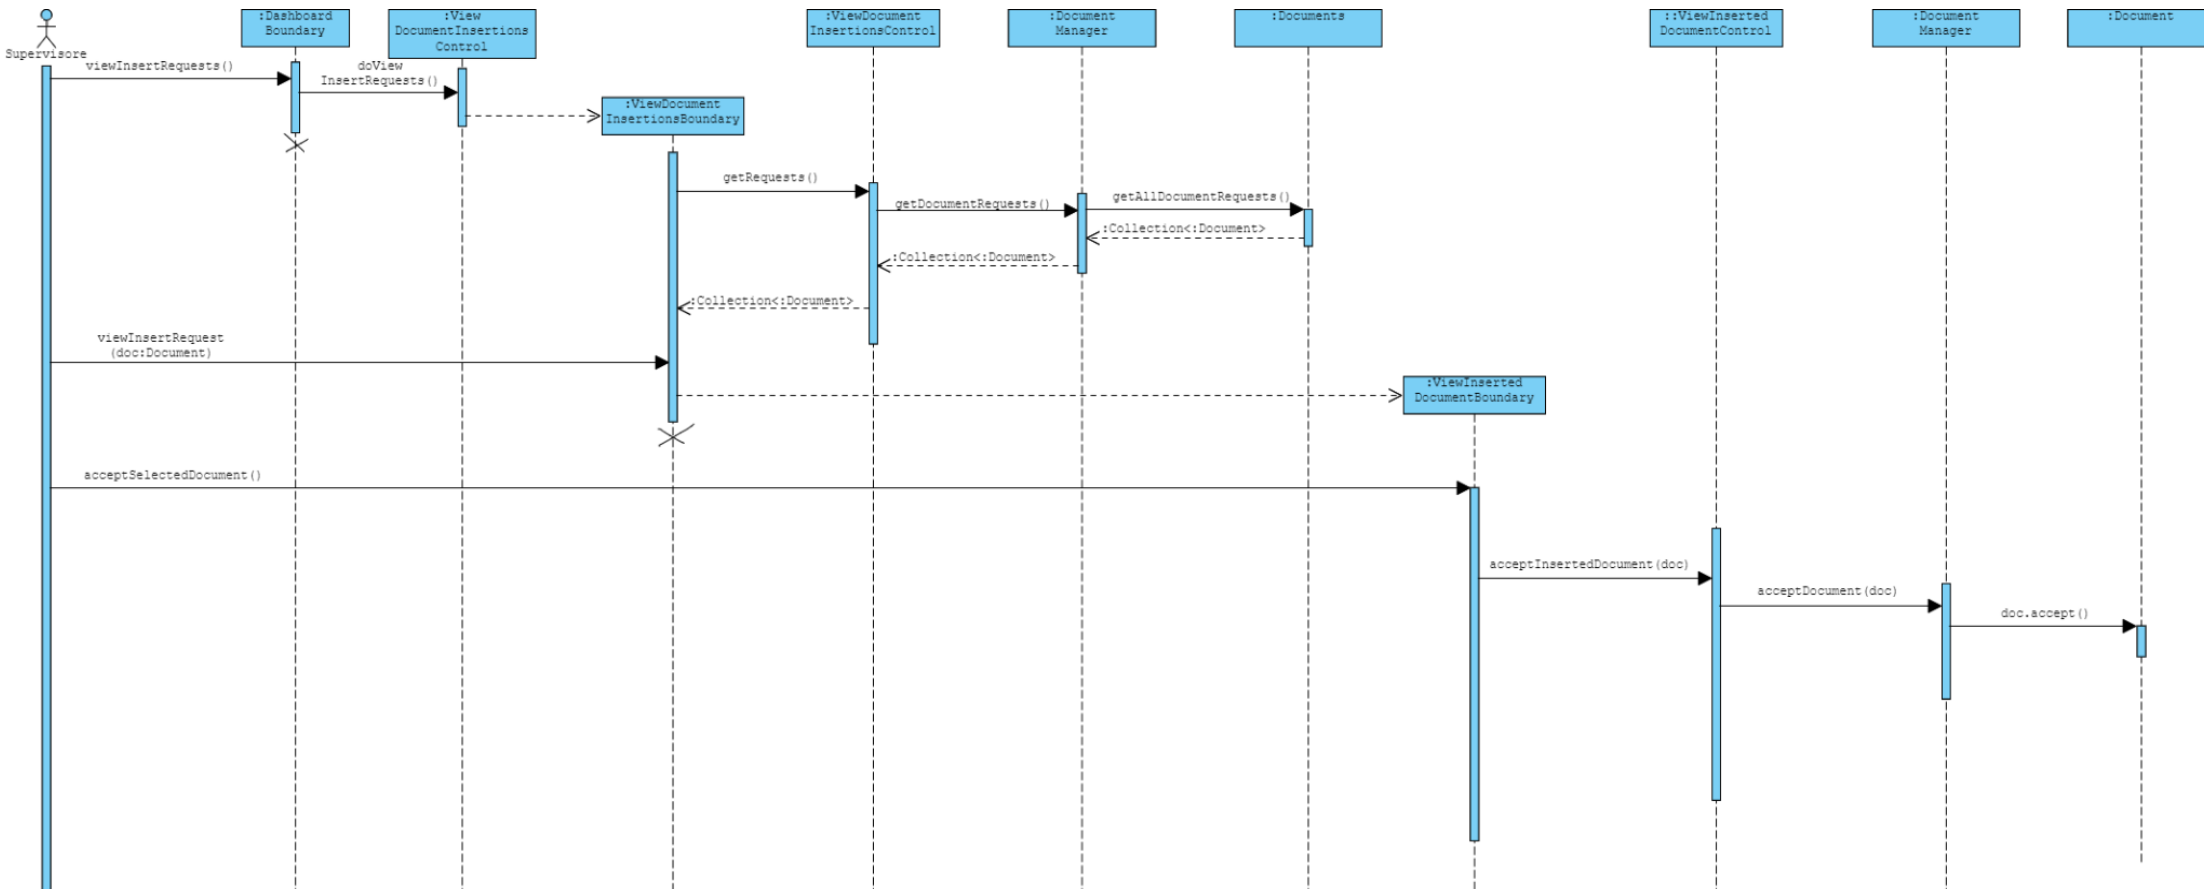 :Dashboard
Boundary
:View
DocumentInsertions
Control
:ViewDocument
InsertionsControl
:Document
Manager
:Documents
::ViewInserted
DocumentControl
:Document
Manager
:Document
Supervisore
viewInsertRequests()
doView
InsertRequests()
:ViewDocument
InsertionsBoundary
getRequests()
getDocumentRequests()
getAllDocumentRequests()
:Collection<:Document>
:Collection<:Document>
:Collection<:Document>
viewInsertRequest
(doc:Document)
:ViewInserted
DocumentBoundary
acceptSelectedDocument()
acceptInsertedDocument(doc)
acceptDocument(doc)
doc.accept()